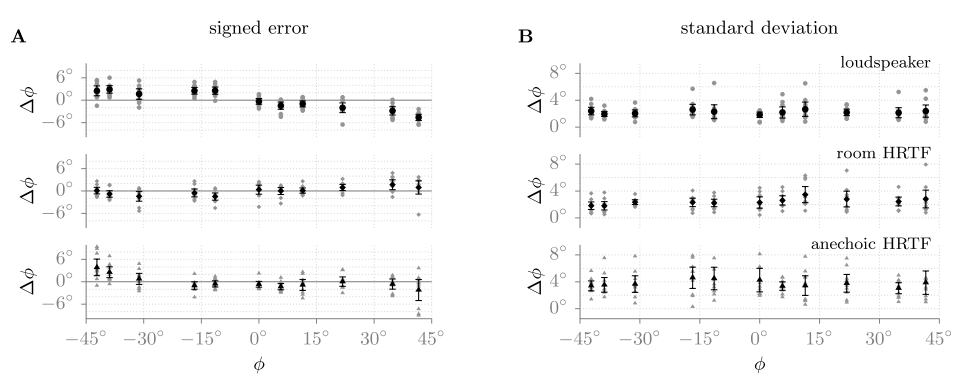 A signed error
6°
0°
−6°
Δϕ
6°
0°
−6°
Δϕ
6°
0°
−6°
Δϕ
−45° −30° −15° 0° 15° 30° 45°
ϕ
B standard deviation
loudspeaker
8°
4°
0°
Δϕ
room HRTF
8°
4°
0°
Δϕ
anechoic HRTF
8°
4°
0°
Δϕ
−45° −30° −15° 0° 15° 30° 45°
ϕ